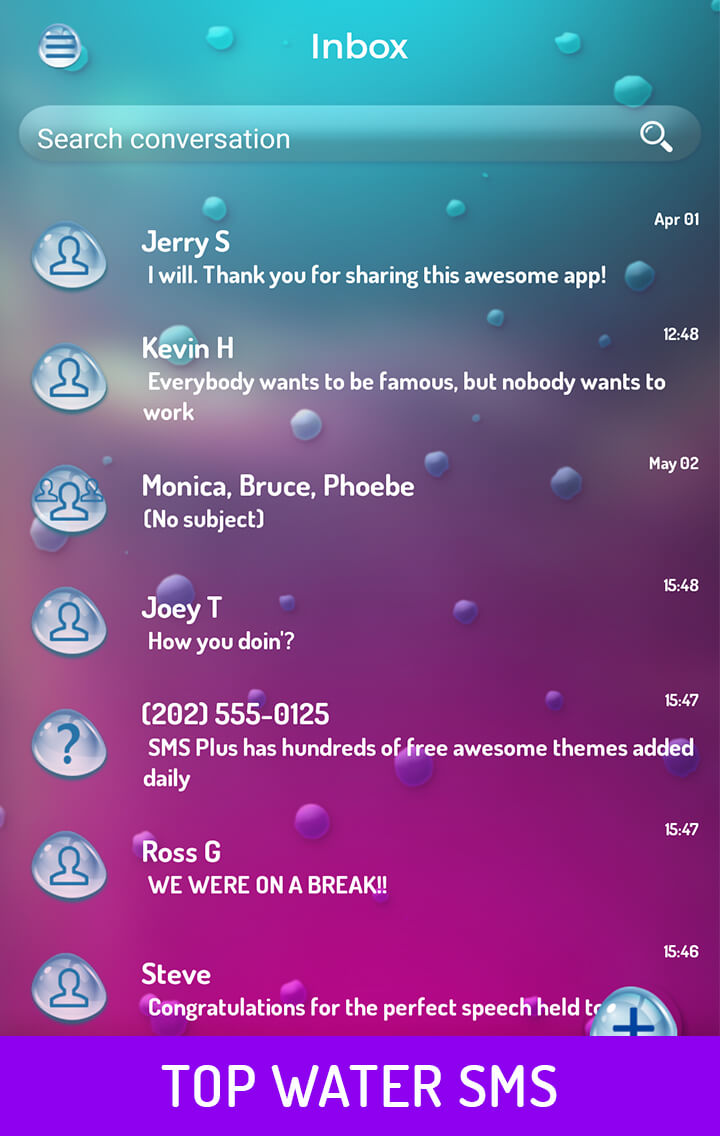 Inbox
Search conversation
Apr 01
Jerry S
I will. Thank you for sharing this awesome app!
12:48
Kevin H
Everybody wants to be famous, but nobody wants to
work
May 02
Monica, Bruce, Phoebe
(No subject)
15:48
Joey T
How you doin'?
15:47
(202) 555-0125
SMS Plus has hundreds of free awesome themes added
daily
15:47
Ross G
WE WERE ON A BREAK!!
15:46
Steve
Congratulations for the perfect speech held
TOP WATER SMS